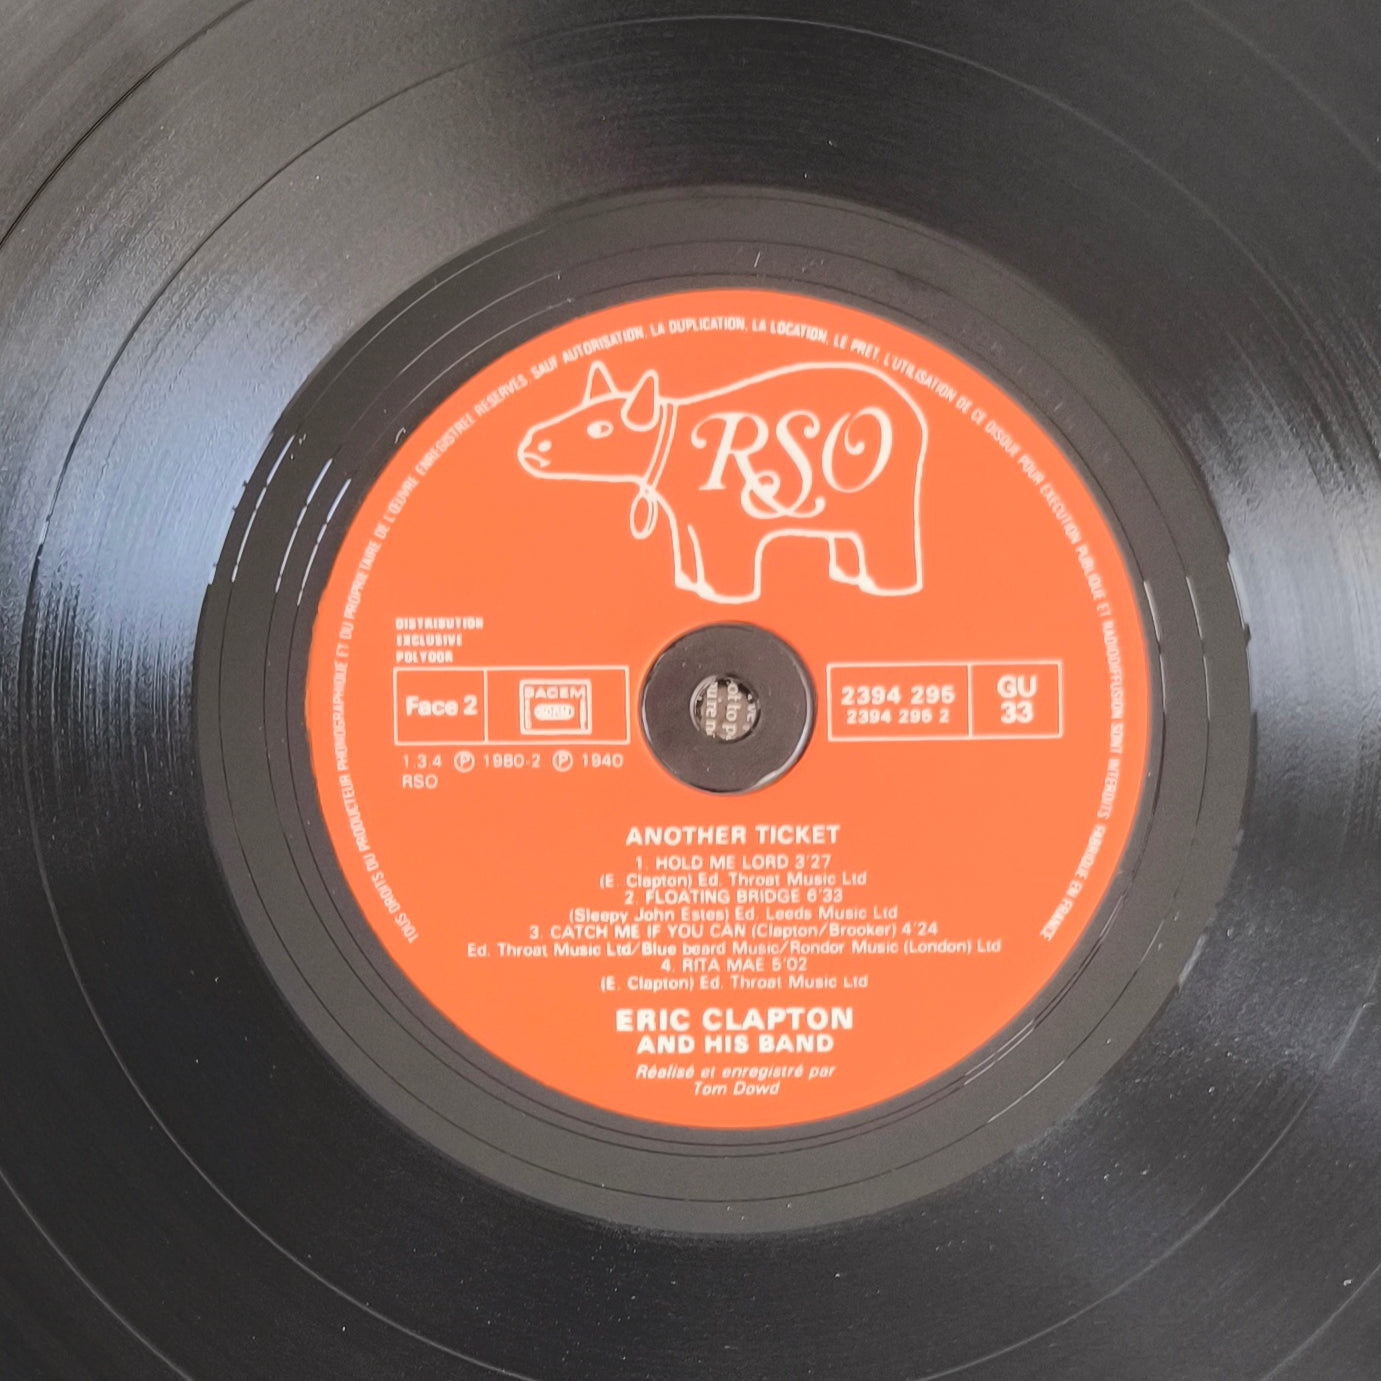 TOUS DROITS DU PRODUCTEUR PHONOGRAPHIQUE ET DU PROPRIETAIRE DE L'ŒUVRE ENREGISTREE RESERVES. SAUF AUTORISATION, LA DUPLICATION, LA LOCATION, LE PRET, L'UTILISATION DE CE DISQUE POUR EXECUTION PUBLIQUE ET RADIODIFFUSION SONT INTERDITS. FABRIQUE EN FRANCE
RSO
DISTRIBUTION
EXCLUSIVE
POLYDOR
Face 2
SACEM
2394 295
2394 295 2
GU
33
1.3.4 ℗ 1980-2 ℗ 1940
RSO
ANOTHER TICKET
1. HOLD ME LORD 3'27
(E. Clapton) Ed. Throat Music Ltd
2. FLOATING BRIDGE 6'33
(Sleepy John Estes) Ed. Leeds Music Ltd
3. CATCH ME IF YOU CAN (Clapton/Brooker) 4'24
Ed. Throat Music Ltd/Blue beard Music/Rondor Music (London) Ltd
4. RITA MAE 5'02
(E. Clapton) Ed. Throat Music Ltd
ERIC CLAPTON
AND HIS BAND
Réalisé et enregistré par
Tom Dowd